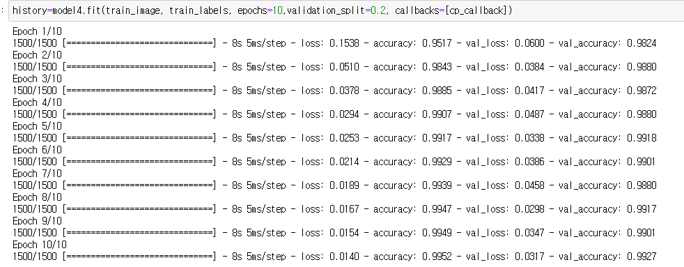 : history=model4.fit(train_image, train_labels, epochs=10,validation_split=0.2, callbacks=[cp_callback])
Epoch 1/10
1500/1500 [==============================] - 8s 5ms/step - loss: 0.1538 - accuracy: 0.9517 - val_loss: 0.0600 - val_accuracy: 0.9824
Epoch 2/10
1500/1500 [==============================] - 8s 5ms/step - loss: 0.0510 - accuracy: 0.9843 - val_loss: 0.0384 - val_accuracy: 0.9880
Epoch 3/10
1500/1500 [==============================] - 8s 5ms/step - loss: 0.0378 - accuracy: 0.9885 - val_loss: 0.0417 - val_accuracy: 0.9872
Epoch 4/10
1500/1500 [==============================] - 8s 5ms/step - loss: 0.0294 - accuracy: 0.9907 - val_loss: 0.0487 - val_accuracy: 0.9880
Epoch 5/10
1500/1500 [==============================] - 8s 5ms/step - loss: 0.0253 - accuracy: 0.9917 - val_loss: 0.0338 - val_accuracy: 0.9918
Epoch 6/10
1500/1500 [==============================] - 8s 5ms/step - loss: 0.0214 - accuracy: 0.9929 - val_loss: 0.0386 - val_accuracy: 0.9901
Epoch 7/10
1500/1500 [==============================] - 8s 5ms/step - loss: 0.0189 - accuracy: 0.9939 - val_loss: 0.0458 - val_accuracy: 0.9880
Epoch 8/10
1500/1500 [==============================] - 8s 5ms/step - loss: 0.0167 - accuracy: 0.9947 - val_loss: 0.0298 - val_accuracy: 0.9917
Epoch 9/10
1500/1500 [==============================] - 8s 5ms/step - loss: 0.0154 - accuracy: 0.9949 - val_loss: 0.0347 - val_accuracy: 0.9901
Epoch 10/10
1500/1500 [==============================] - 8s 5ms/step - loss: 0.0140 - accuracy: 0.9952 - val_loss: 0.0317 - val_accuracy: 0.9927